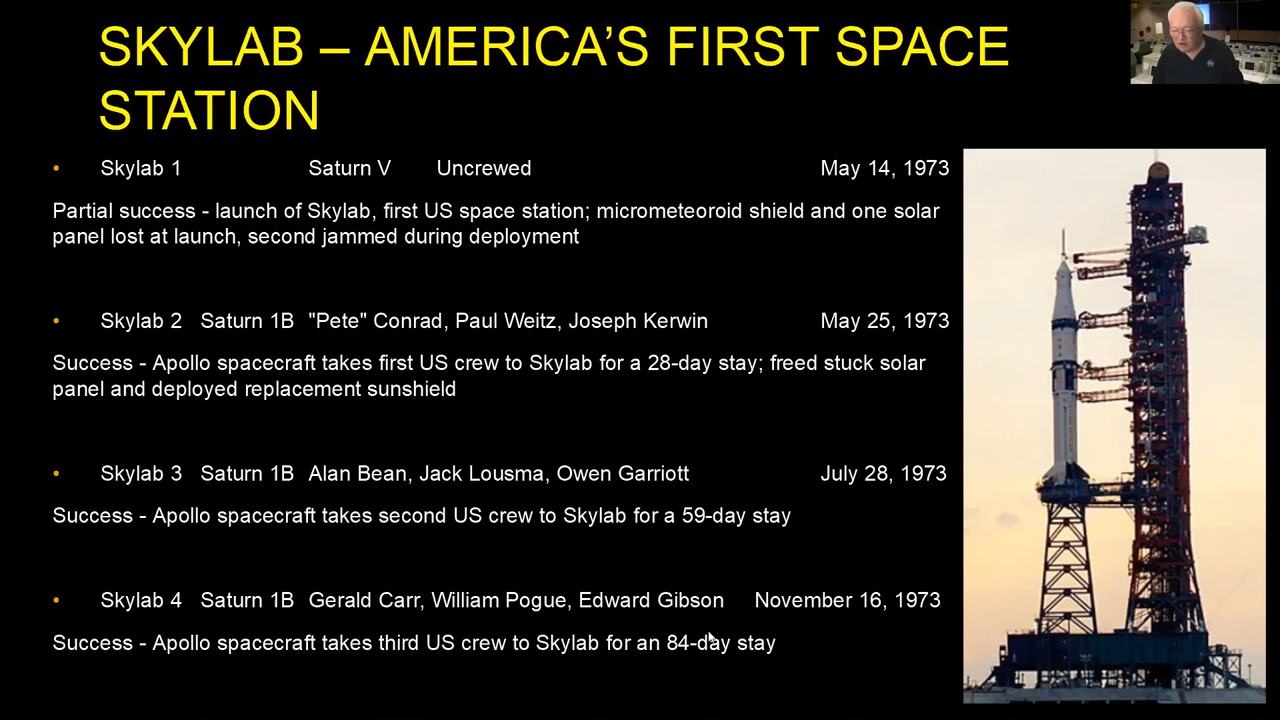 SKYLAB – AMERICA’S FIRST SPACE
STATION
• Skylab 1 Saturn V Uncrewed May 14, 1973
Partial success - launch of Skylab, first US space station; micrometeoroid shield and one solar
panel lost at launch, second jammed during deployment
• Skylab 2 Saturn 1B "Pete" Conrad, Paul Weitz, Joseph Kerwin May 25, 1973
Success - Apollo spacecraft takes first US crew to Skylab for a 28-day stay; freed stuck solar
panel and deployed replacement sunshield
• Skylab 3 Saturn 1B Alan Bean, Jack Lousma, Owen Garriott July 28, 1973
Success - Apollo spacecraft takes second US crew to Skylab for a 59-day stay
• Skylab 4 Saturn 1B Gerald Carr, William Pogue, Edward Gibson November 16, 1973
Success - Apollo spacecraft takes third US crew to Skylab for an 84-day stay